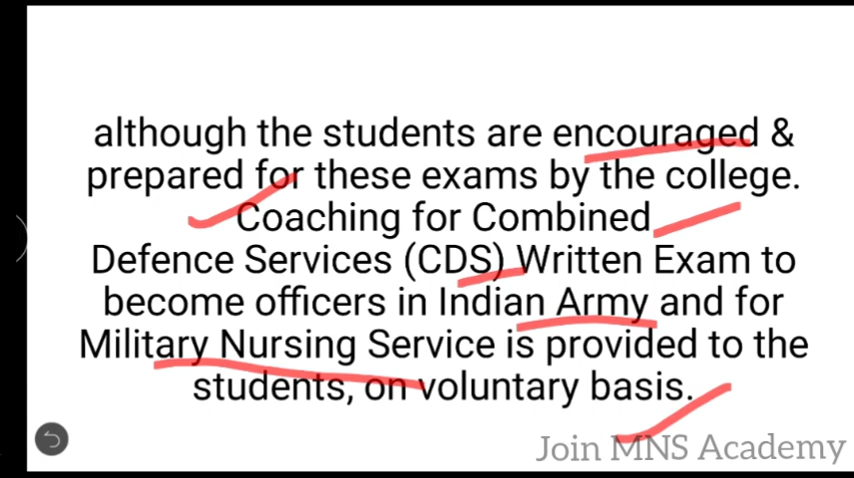 although the students are encouraged &
prepared for these exams by the college.
Coaching for Combined
Defence Services (CDS) Written Exam to
become officers in Indian Army and for
Military Nursing Service is provided to the
students, on voluntary basis.
Join MNS Academy